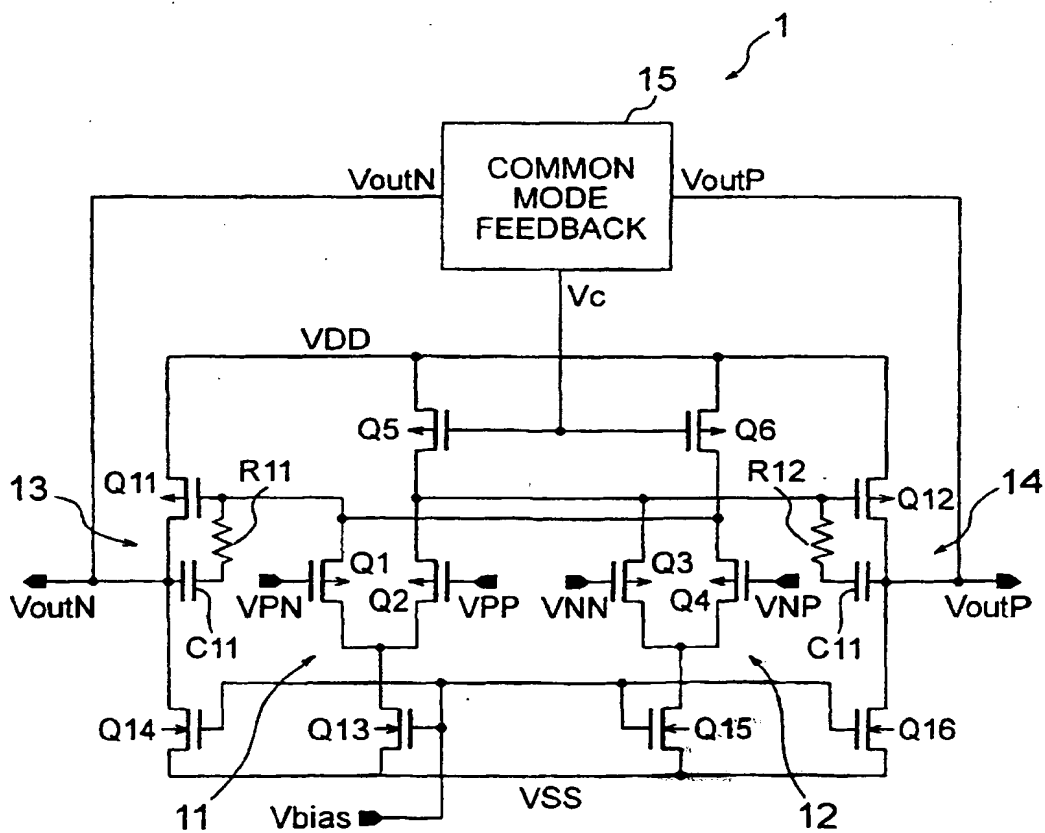 1
15
VoutN
COMMON
MODE
FEEDBACK
VoutP
Vc
VDD
Q5
Q6
13
Q11
R11
R12
Q12
14
Q1
Q2
Q3
Q4
VoutN
C11
VPN
VPP
VNN
VNP
C11
VoutP
Q14
Q13
Q15
Q16
11
Vbias
VSS
12